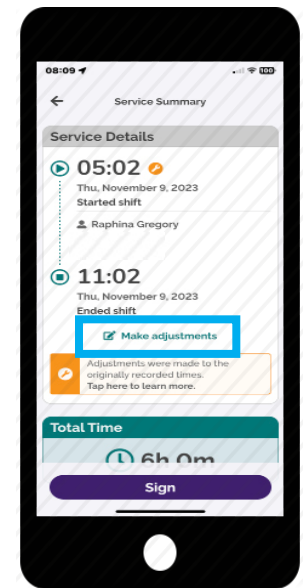 08:09
100
Service Summary
Service Details
05:02
Thu, November 9, 2023
Started shift
Raphina Gregory
11:02
Thu, November 9, 2023
Ended shift
Make adjustments
Adjustments were made to the
originally recorded times.
Tap here to learn more.
Total Time
6h 0m
Sign